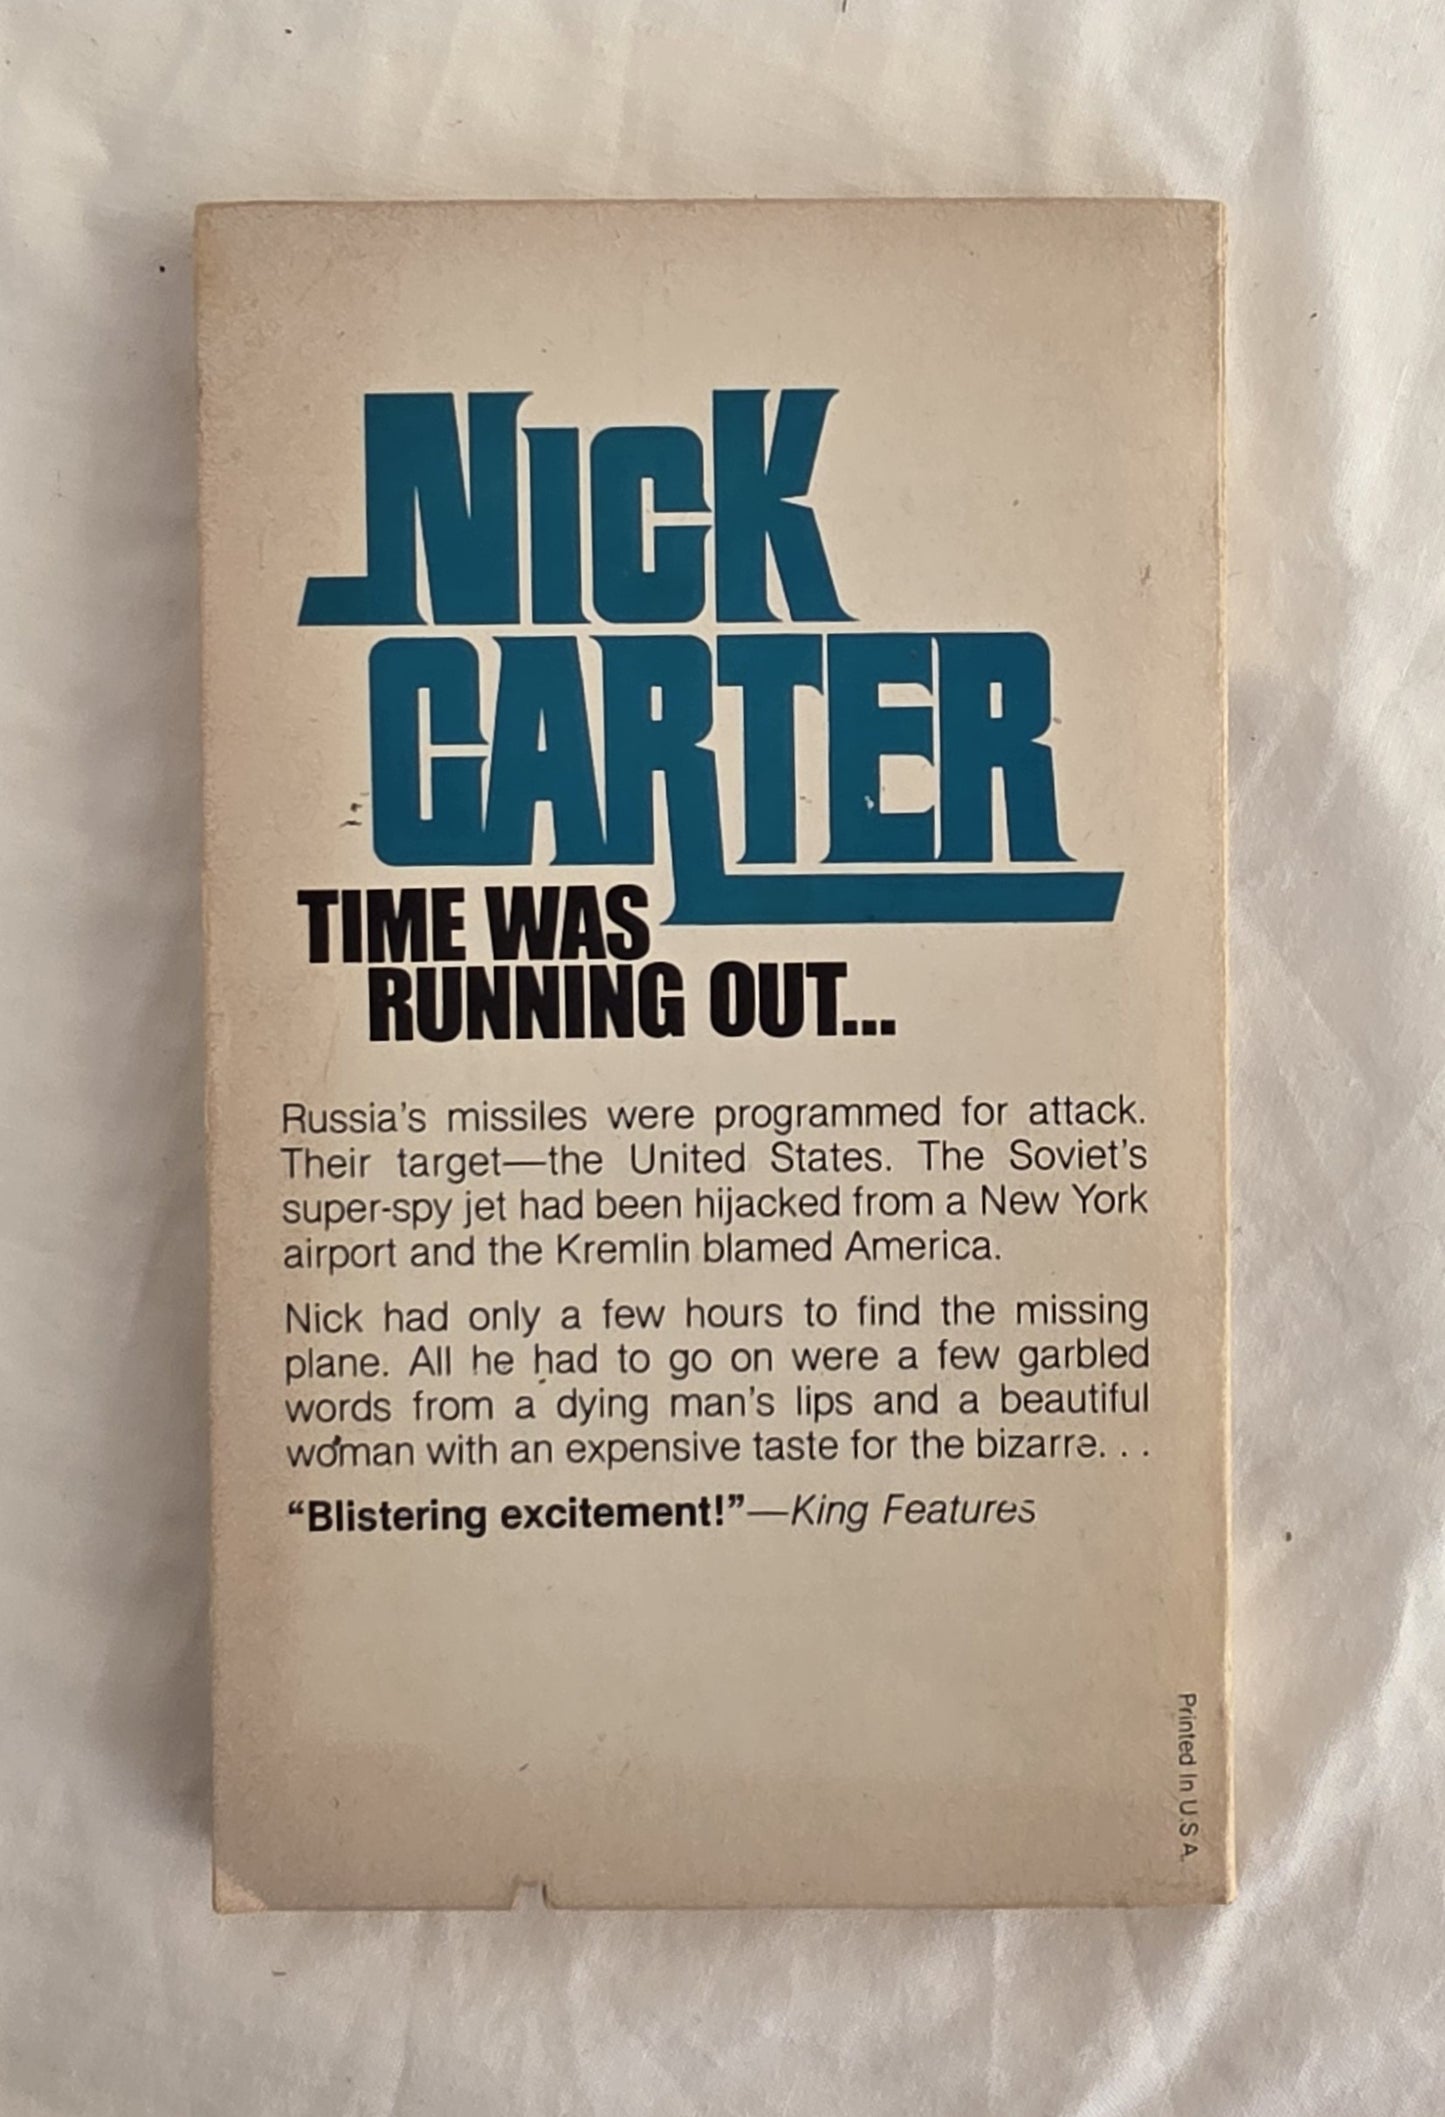 NICK
CARTER
TIME WAS
RUNNING OUT...
Russia's missiles were programmed for attack.
Their target—the United States. The Soviet's
super-spy jet had been hijacked from a New York
airport and the Kremlin blamed America.
Nick had only a few hours to find the missing
plane. All he had to go on were a few garbled
words from a dying man's lips and a beautiful
woman with an expensive taste for the bizarre. . .
“Blistering excitement!”—King Features
Printed In U.S.A.